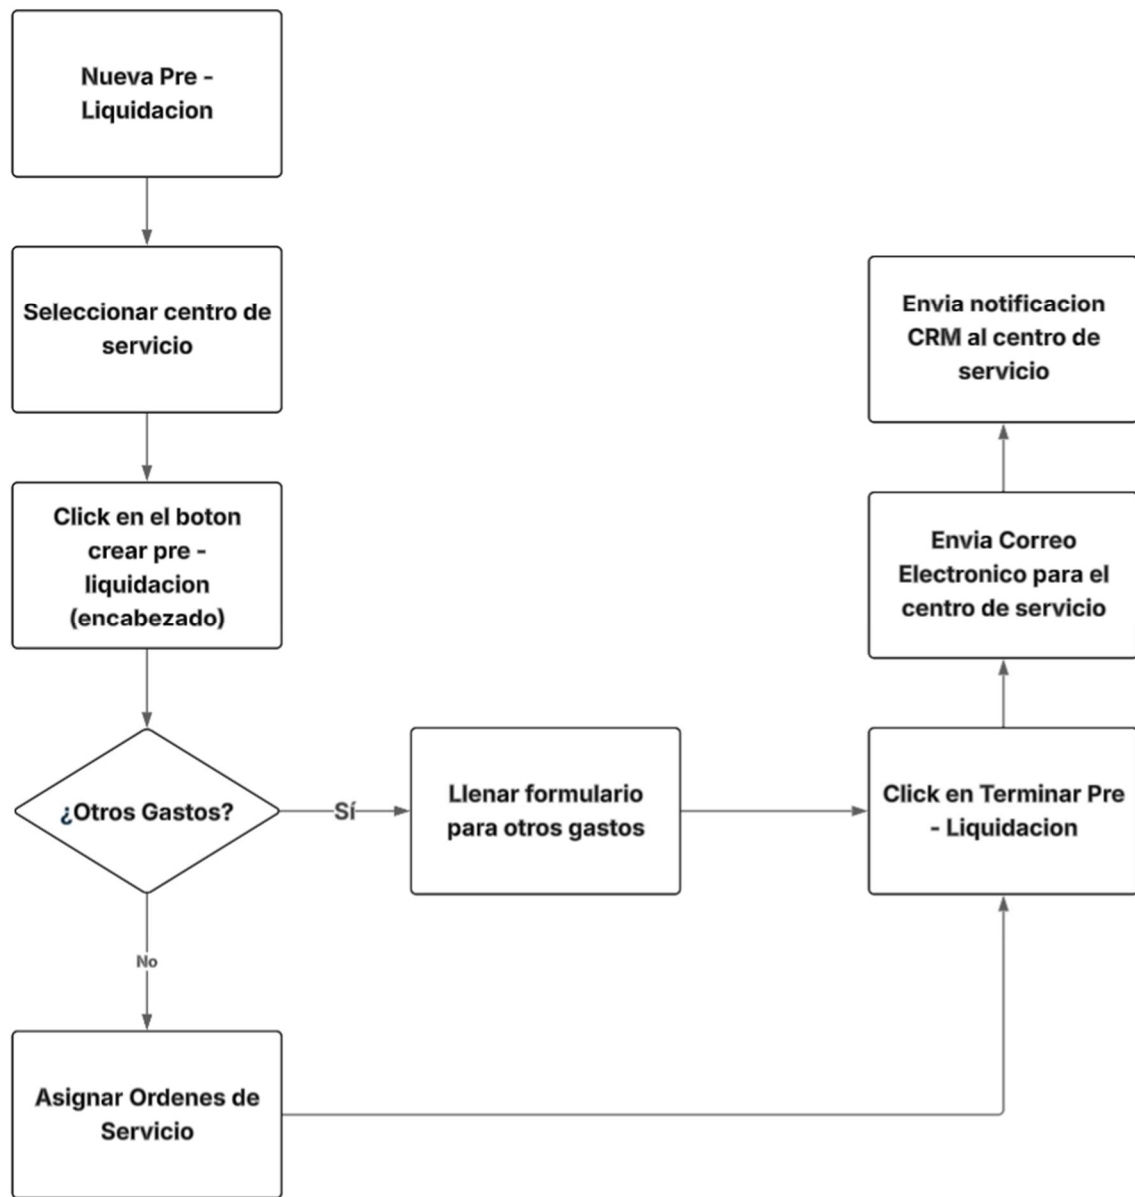 Nueva Pre -
Liquidacion
Seleccionar centro de
servicio
Click en el boton
crear pre -
liquidacion
(encabezado)
¿Otros Gastos?
Sí
Llenar formulario
para otros gastos
No
Asignar Ordenes de
Servicio
Click en Terminar Pre
- Liquidacion
Envia Correo
Electronico para el
centro de servicio
Envia notificacion
CRM al centro de
servicio